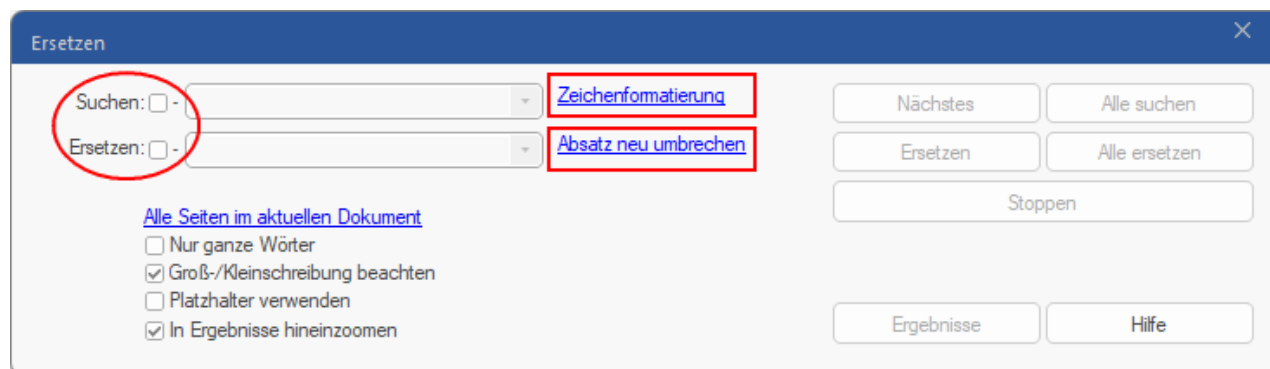 Ersetzen
Suchen: - Zeichenformatierung Nächstes Alle suchen
Ersetzen: - Absatz neu umbrechen Ersetzen Alle ersetzen
Stoppen
Alle Seiten im aktuellen Dokument
Nur ganze Wörter
Groß-/Kleinschreibung beachten
Platzhalter verwenden
In Ergebnisse hineinzoomen Ergebnisse Hilfe